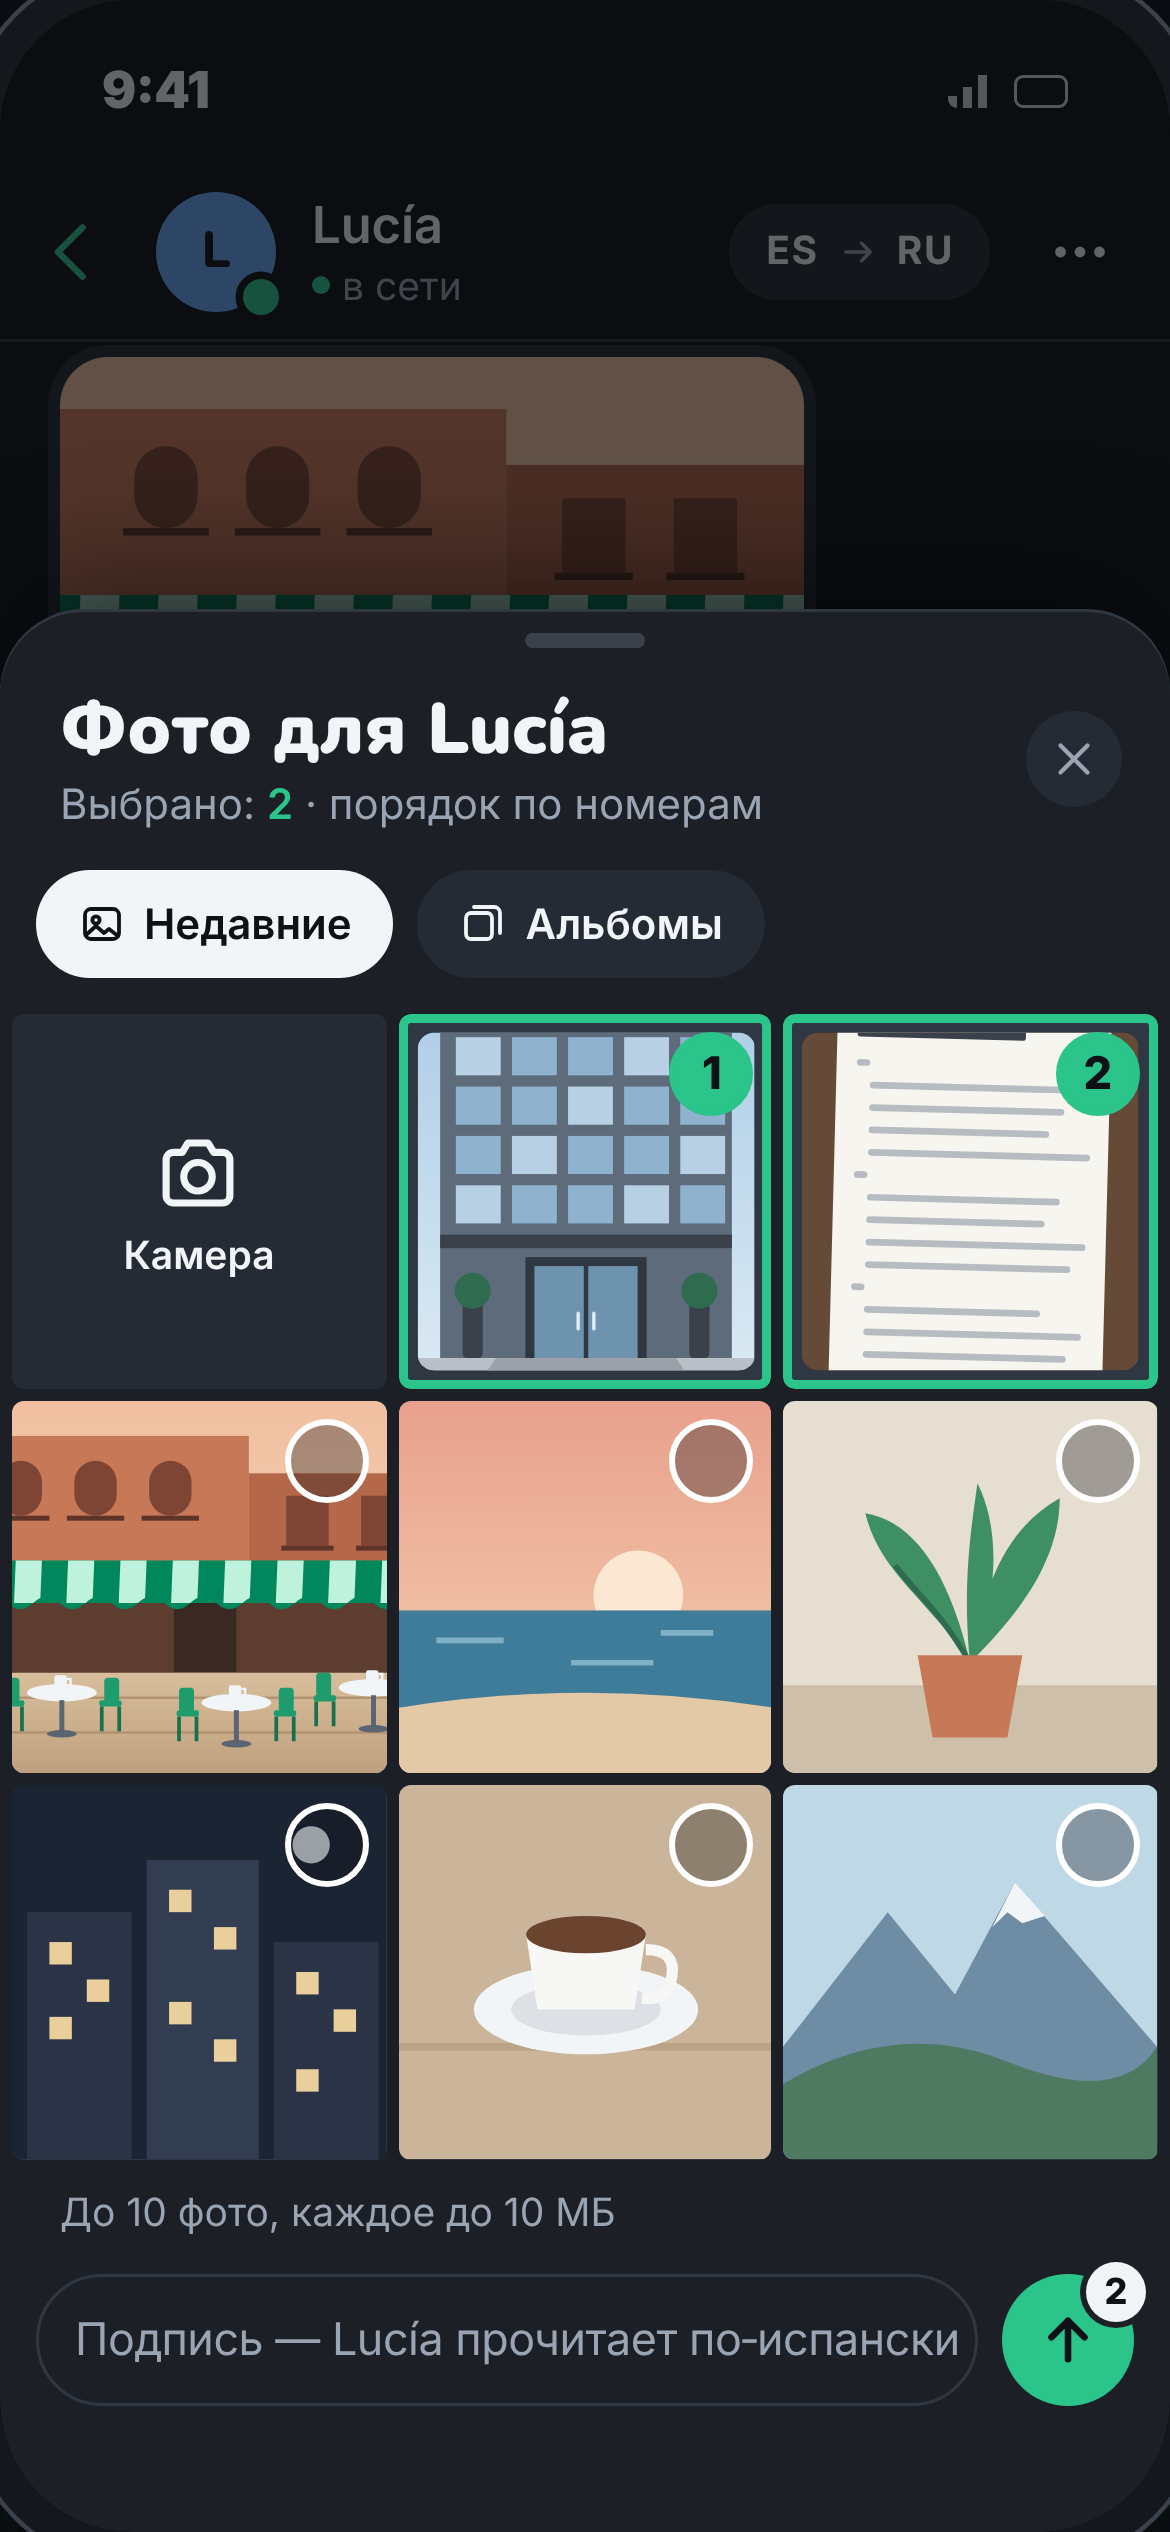 9:41
Lucía
L
в сети
ES → RU
Фото для Lucía
Выбрано: 2 · порядок по номерам
Недавние
Альбомы
Камера
1
2
До 10 фото, каждое до 10 МБ
Подпись — Lucía прочитает по-испански
2